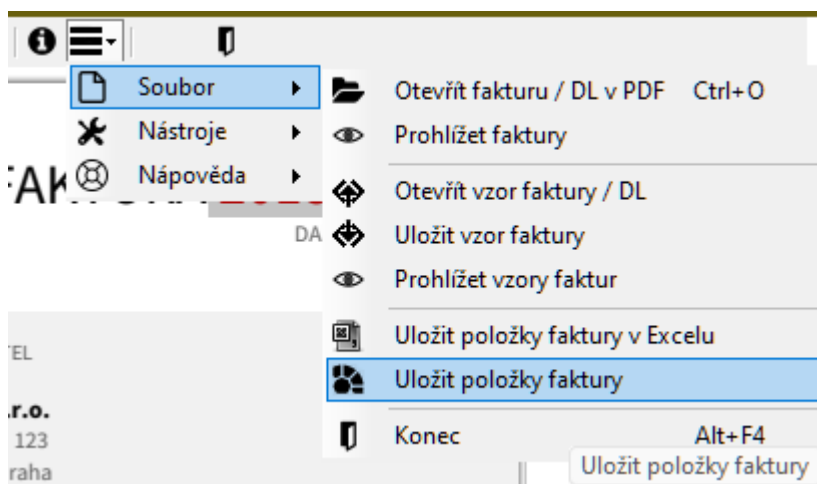 Soubor
Otevřít fakturu / DL v PDF Ctrl+O
Nástroje
Prohlížet faktury
Nápověda
Otevřít vzor faktury / DL
DA
Uložit vzor faktury
Prohlížet vzory faktur
Uložit položky faktury v Excelu
TEL
Uložit položky faktury
.r.o.
Konec Alt+F4
123
Uložit položky faktury
raha